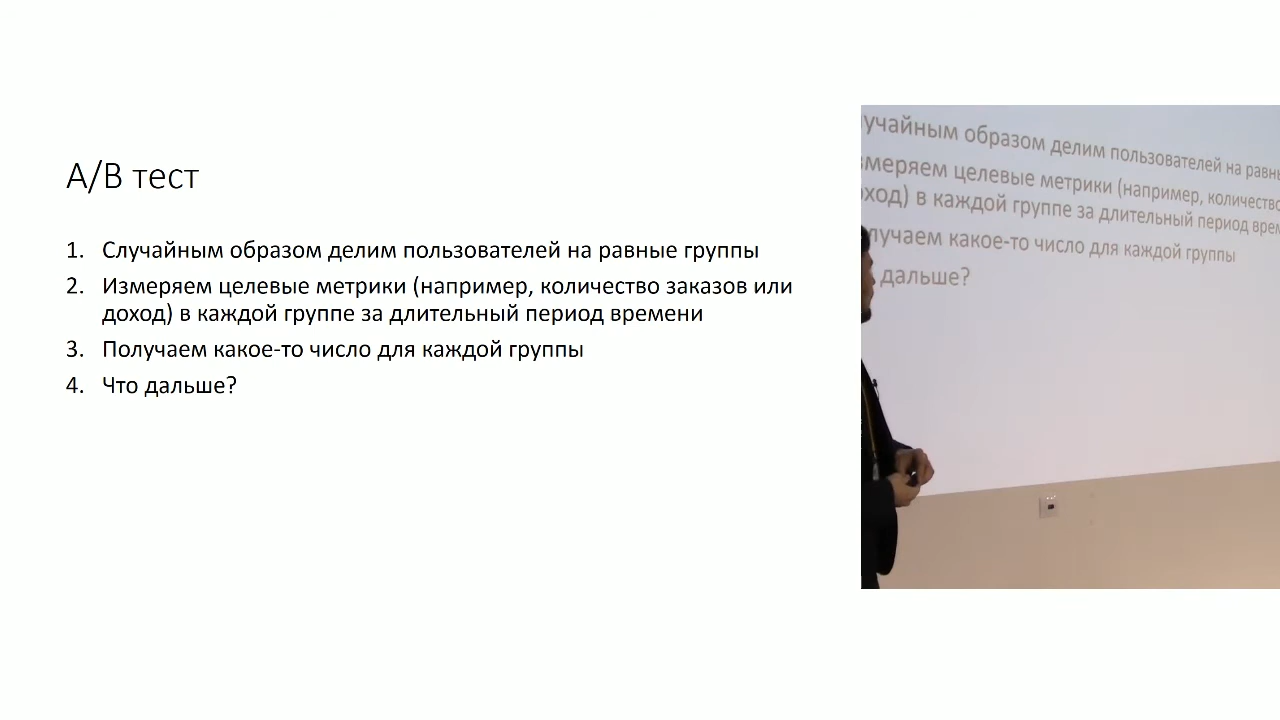 А/В тест
1. Случайным образом делим пользователей на равные группы
2. Измеряем целевые метрики (например, количество заказов или
доход) в каждой группе за длительный период времени
3. Получаем какое-то число для каждой группы
4. Что дальше?
учайным образом делим пользователей на равн
змеряем целевые метрики (например, количество
оход) в каждой группе за длительный период врем
лучаем какое-то число для каждой группы
дальше?